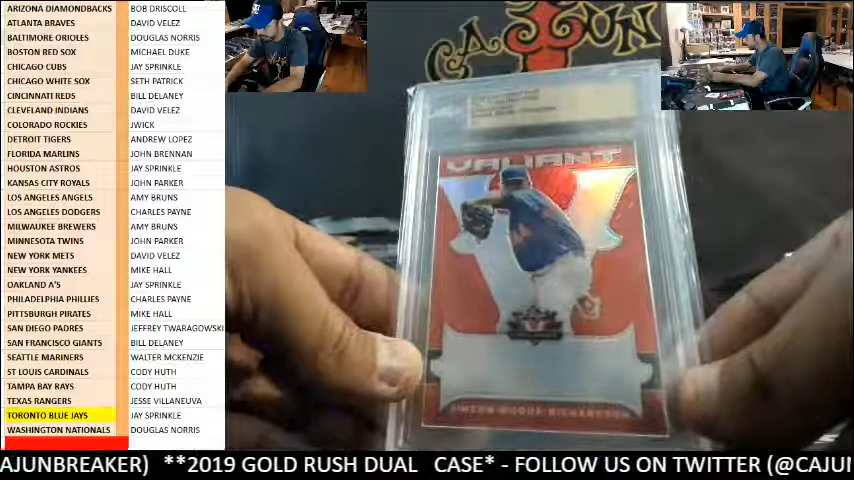 ARIZONA DIAMONDBACKS BOB DRISCOLL
ATLANTA BRAVES DAVID VELEZ
BALTIMORE ORIOLES DOUGLAS NORRIS
BOSTON RED SOX MICHAEL DUKE
CHICAGO CUBS JAY SPRINKLE
CHICAGO WHITE SOX SETH PATRICK
CINCINNATI REDS BILL DELANEY
CLEVELAND INDIANS DAVID VELEZ
COLORADO ROCKIES JWICK
DETROIT TIGERS ANDREW LOPEZ
FLORIDA MARLINS JOHN BRENNAN
HOUSTON ASTROS JAY SPRINKLE
KANSAS CITY ROYALS JOHN PARKER
LOS ANGELES ANGELS AMY BRUNS
LOS ANGELES DODGERS CHARLES PAYNE
MILWAUKEE BREWERS AMY BRUNS
MINNESOTA TWINS JOHN PARKER
NEW YORK METS DAVID VELEZ
NEW YORK YANKEES MIKE HALL
OAKLAND A'S JAY SPRINKLE
PHILADELPHIA PHILLIES CHARLES PAYNE
PITTSBURGH PIRATES MIKE HALL
SAN DIEGO PADRES JEFFREY TWARAGOWSKI
SAN FRANCISCO GIANTS BILL DELANEY
SEATTLE MARINERS WALTER MCKENZIE
ST LOUIS CARDINALS CODY HUTH
TAMPA BAY RAYS CODY HUTH
TEXAS RANGERS JESSE VILLANEUVA
TORONTO BLUE JAYS JAY SPRINKLE
WASHINGTON NATIONALS DOUGLAS NORRIS
CAJUN
VALIANT
SIMEON WOODS-RICHARDSON
AJUNBREAKER) **2019 GOLD RUSH DUAL CASE* - FOLLOW US ON TWITTER (@CAJU